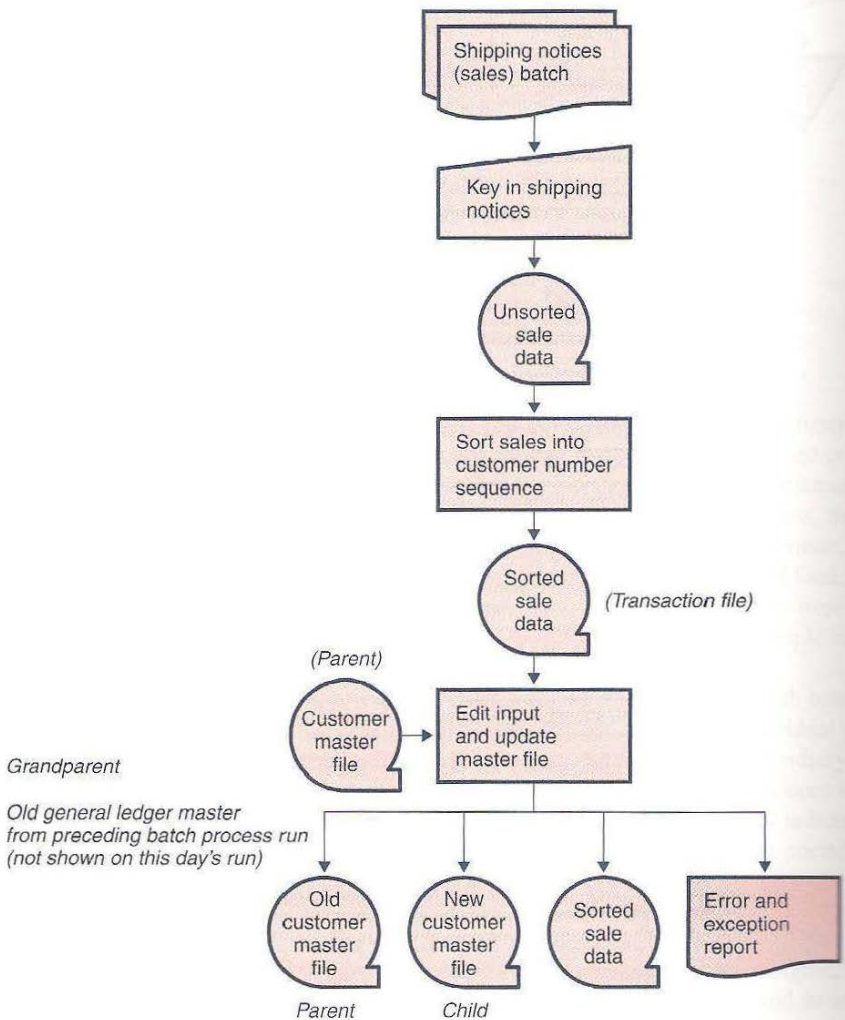 Shipping notices
(sales) batch
Key in shipping
notices
Unsorted
sale
data
Sort sales into
customer number
sequence
Sorted
sale
data
(Transaction file)
(Parent)
Customer
master
file
Edit input
and update
master file
Grandparent
Old general ledger master
from preceding batch process run
(not shown on this day's run)
Old
customer
master
file
New
customer
master
file
Sorted
sale
data
Error and
exception
report
Parent
Child